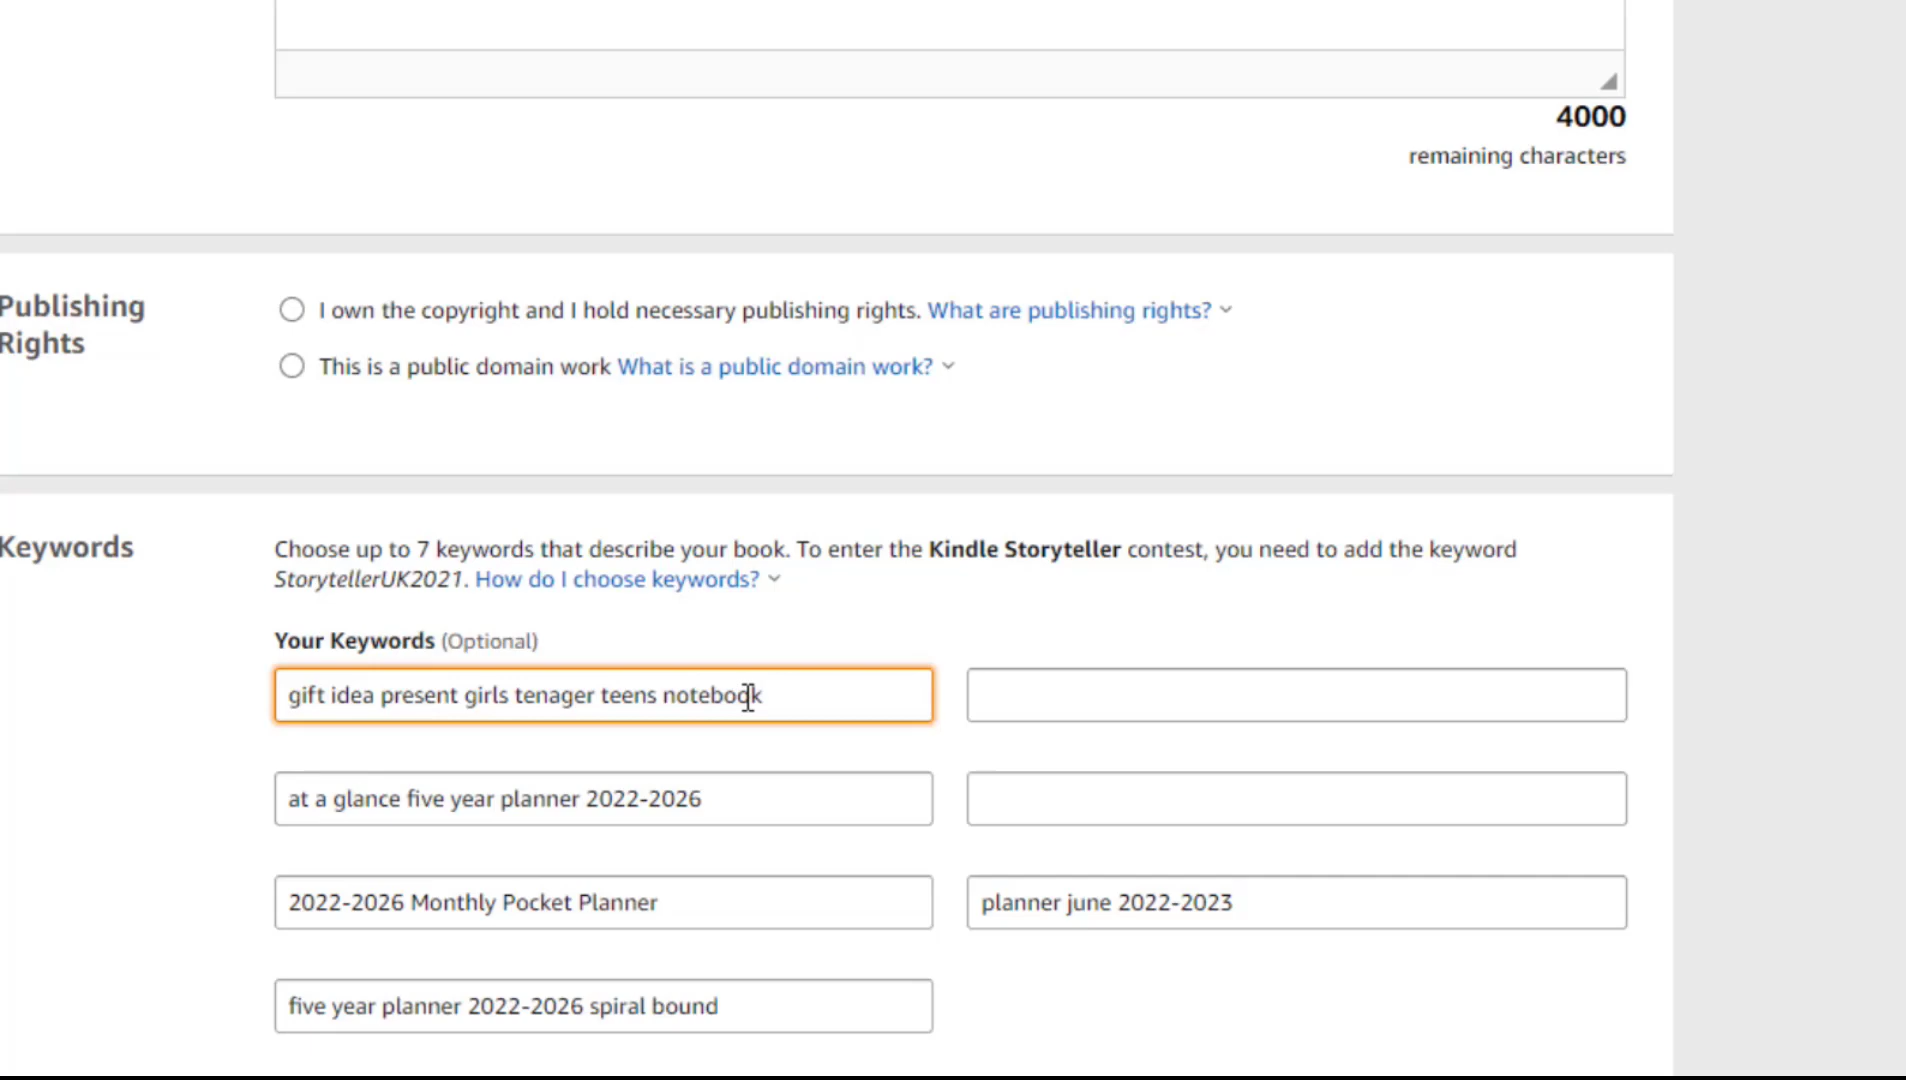 4000
remaining characters
Publishing
Rights
I own the copyright and I hold necessary publishing rights. What are publishing rights?
This is a public domain work What is a public domain work?
Keywords
Choose up to 7 keywords that describe your book. To enter the Kindle Storyteller contest, you need to add the keyword
StorytellerUK2021. How do I choose keywords?
Your Keywords (Optional)
gift idea present girls tenager teens notebook
at a glance five year planner 2022-2026
2022-2026 Monthly Pocket Planner
planner june 2022-2023
five year planner 2022-2026 spiral bound